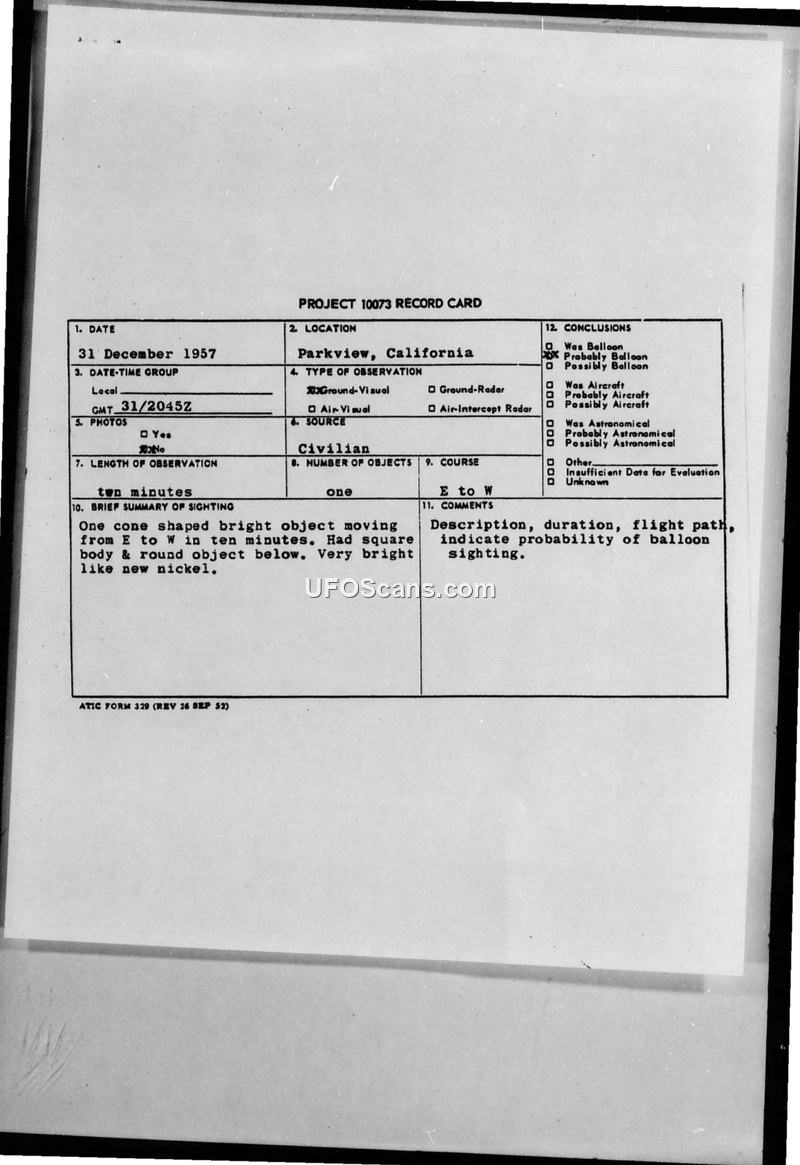 PROJECT 10073 RECORD CARD
1. DATE
31 December 1957
2. LOCATION
Parkview, California
12. CONCLUSIONS
☐ Was Balloon
XX Probably Balloon
☐ Possibly Balloon
☐ Was Aircraft
☐ Probably Aircraft
☐ Possibly Aircraft
☐ Was Astronomical
☐ Probably Astronomical
☐ Possibly Astronomical
☐ Other
☐ Insufficient Data for Evaluation
☐ Unknown
3. DATE-TIME GROUP
Local
GMT 31/2045Z
4. TYPE OF OBSERVATION
XX Ground-Visual ☐ Ground-Radar
☐ Air-Visual ☐ Air-Intercept Radar
5. PHOTOS
☐ Yes
XX No
6. SOURCE
Civilian
7. LENGTH OF OBSERVATION
ten minutes
8. NUMBER OF OBJECTS
one
9. COURSE
E to W
10. BRIEF SUMMARY OF SIGHTING
One cone shaped bright object moving
from E to W in ten minutes. Had square
body & round object below. Very bright
like new nickel.
11. COMMENTS
Description, duration, flight path,
indicate probability of balloon
sighting.
UFOScans.com
ATIC FORM 329 (REV 26 SEP 52)